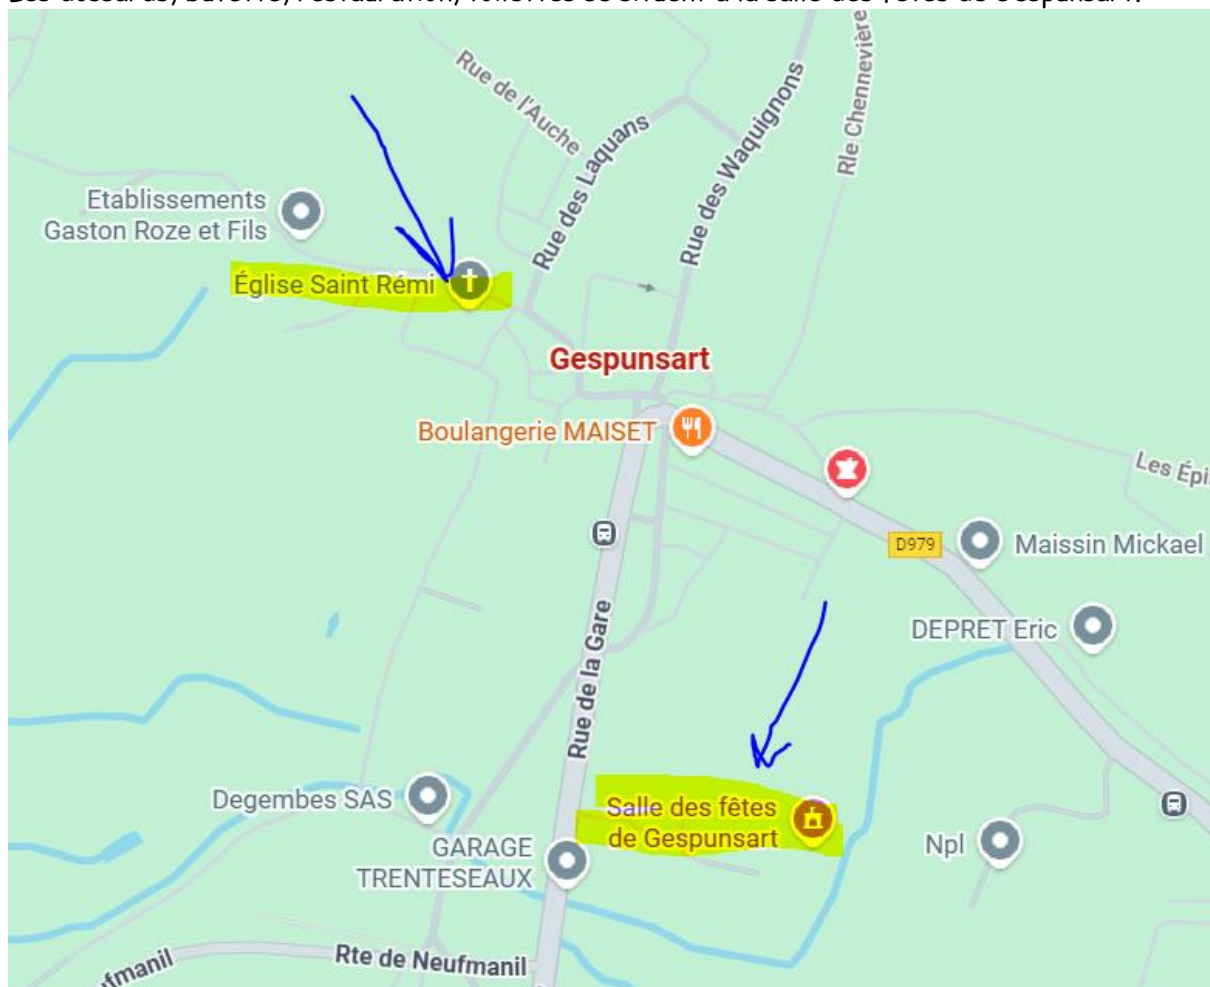 Rue de l'Auche
Rue des Laquans
Rue des Waquignons
Rle Chennevière
Etablissements
Gaston Roze et Fils
Église Saint Rémi
Gespunsart
Boulangerie MAISET
Les Épi
D979
Maissin Mickael
DEPRET Eric
Rue de la Gare
Degembes SAS
Salle des fêtes
de Gespunsart
GARAGE
TRENTESEAUX
Npl
Rte de Neufmanil
ufmanil